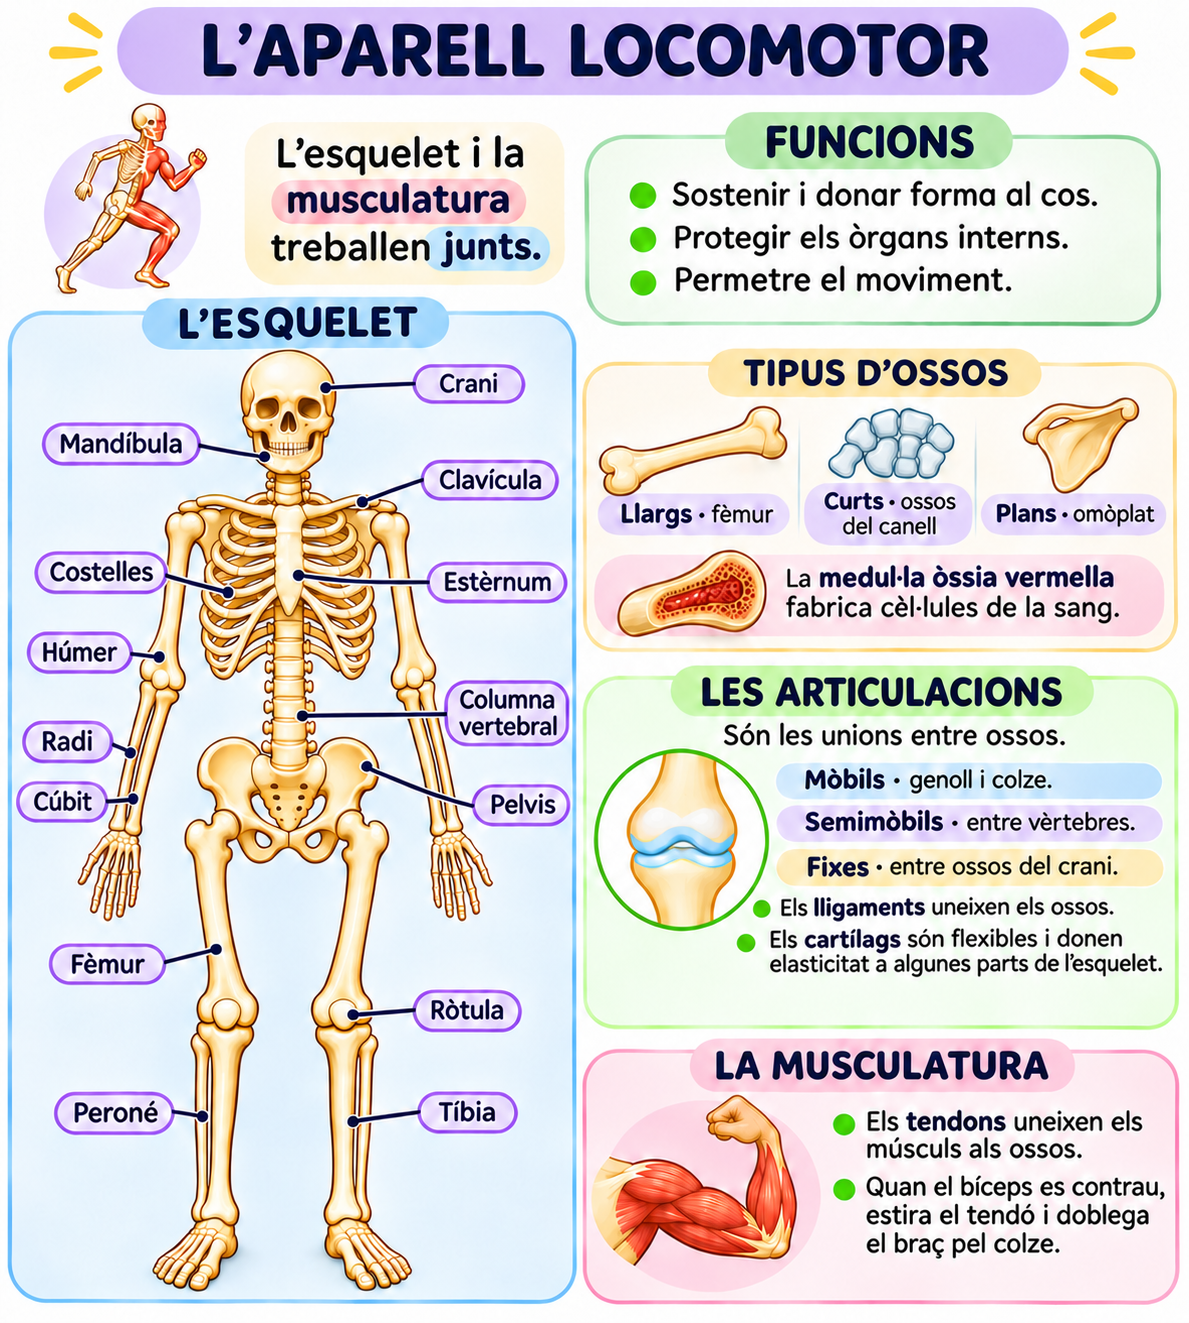 L'APARELL LOCOMOTOR
L'esquelet i la
musculatura
treballen junts.
FUNCIONS
Sostenir i donar forma al cos.
Protegir els òrgans interns.
Permetre el moviment.
L'ESQUELET
Crani
Mandíbula
Clavícula
Costelles
Estèrnum
Húmer
Columna
vertebral
Radi
Cúbit
Pelvis
Fèmur
Ròtula
Peroné
Tíbia
TIPUS D'OSSOS
Llargs · fèmur
Curts · ossos
del canell
Plans · omòplat
La medul·la òssia vermella
fabrica cèl·lules de la sang.
LES ARTICULACIONS
Són les unions entre ossos.
Mòbils · genoll i colze.
Semimòbils · entre vèrtebres.
Fixes · entre ossos del crani.
Els lligaments uneixen els ossos.
Els cartílags són flexibles i donen
elasticitat a algunes parts de l'esquelet.
LA MUSCULATURA
Els tendons uneixen els
músculs als ossos.
Quan el bíceps es contrau,
estira el tendó i doblega
el braç pel colze.